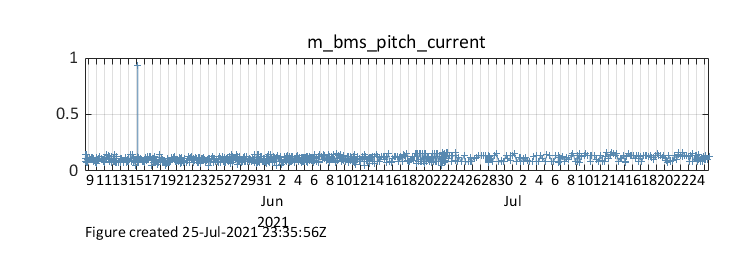 m_bms_pitch_current
1
0.5
0
9 11 13 15 17 19 21 23 25 27 29 31 2 4 6 8 10 12 14 16 18 20 22 24 26 28 30 2 4 6 8 10 12 14 16 18 20 22 24
Jun Jul
2021
Figure created 25-Jul-2021 23:35:56Z